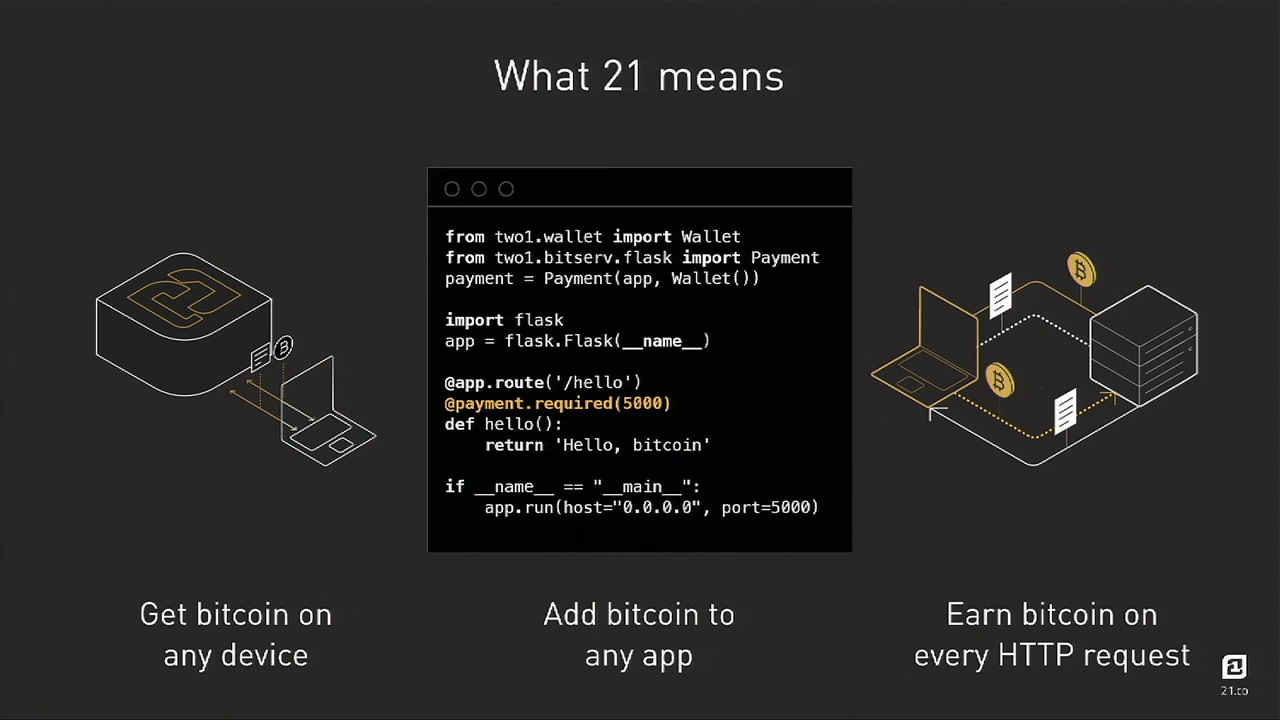 What 21 means
from two1.wallet import Wallet
from two1.bitserv.flask import Payment
payment = Payment(app, Wallet())
import flask
app = flask.Flask(__name__)
@app.route('/hello')
@payment.required(5000)
def hello():
    return 'Hello, bitcoin'
if __name__ == "__main__":
    app.run(host="0.0.0.0", port=5000)
Get bitcoin on
any device
Add bitcoin to
any app
Earn bitcoin on
every HTTP request
21
21.co